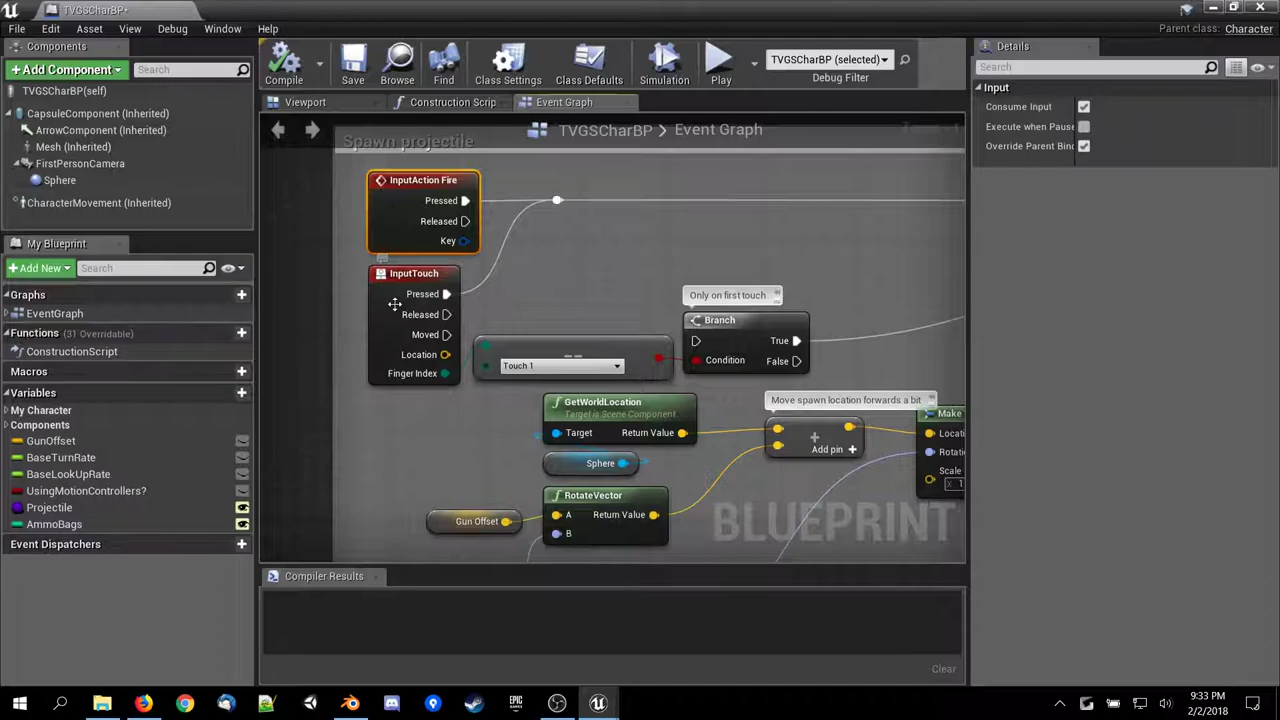 TVGSCharBP*
File Edit Asset View Debug Window Help
Parent class: Character
Components
+ Add Component
Search
TVGSCharBP(self)
CapsuleComponent (Inherited)
ArrowComponent (Inherited)
Mesh (Inherited)
FirstPersonCamera
Sphere
CharacterMovement (Inherited)
My Blueprint
+ Add New
Search
Graphs
EventGraph
Functions (31 Overridable)
ConstructionScript
Macros
Variables
My Character
Components
GunOffset
BaseTurnRate
BaseLookUpRate
UsingMotionControllers?
Projectile
AmmoBags
Event Dispatchers
Compile Save Browse Find Class Settings Class Defaults Simulation Play
TVGSCharBP (selected)
Debug Filter
Viewport Construction Scrip Event Graph
TVGSCharBP > Event Graph
Spawn projectile
InputAction Fire
Pressed
Released
Key
InputTouch
Pressed
Released
Moved
Location
FingerIndex
==
Touch 1
Only on first touch
Branch
True
Condition False
GetWorldLocation
Target is Scene Component
Target Return Value
Sphere
Move spawn location forwards a bit
Add pin +
Make
Locati
Rotatio
Scale
X 1
RotateVector
A Return Value
B
Gun Offset
BLUEPRINT
Compiler Results
Clear
Details
Search
Input
Consume Input
Execute when Pause
Override Parent Bind
EPIC
GAMES
9:33 PM
2/2/2018